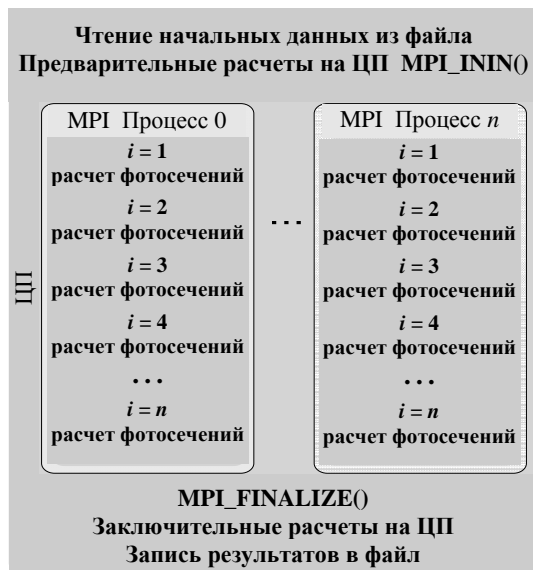 Чтение начальных данных из файла
Предварительные расчеты на ЦП MPI_ININ()
ЦП
MPI Процесс 0
i = 1
расчет фотосечений
i = 2
расчет фотосечений
i = 3
расчет фотосечений
i = 4
расчет фотосечений
...
i = n
расчет фотосечений
...
MPI Процесс n
i = 1
расчет фотосечений
i = 2
расчет фотосечений
i = 3
расчет фотосечений
i = 4
расчет фотосечений
...
i = n
расчет фотосечений
MPI_FINALIZE()
Заключительные расчеты на ЦП
Запись результатов в файл